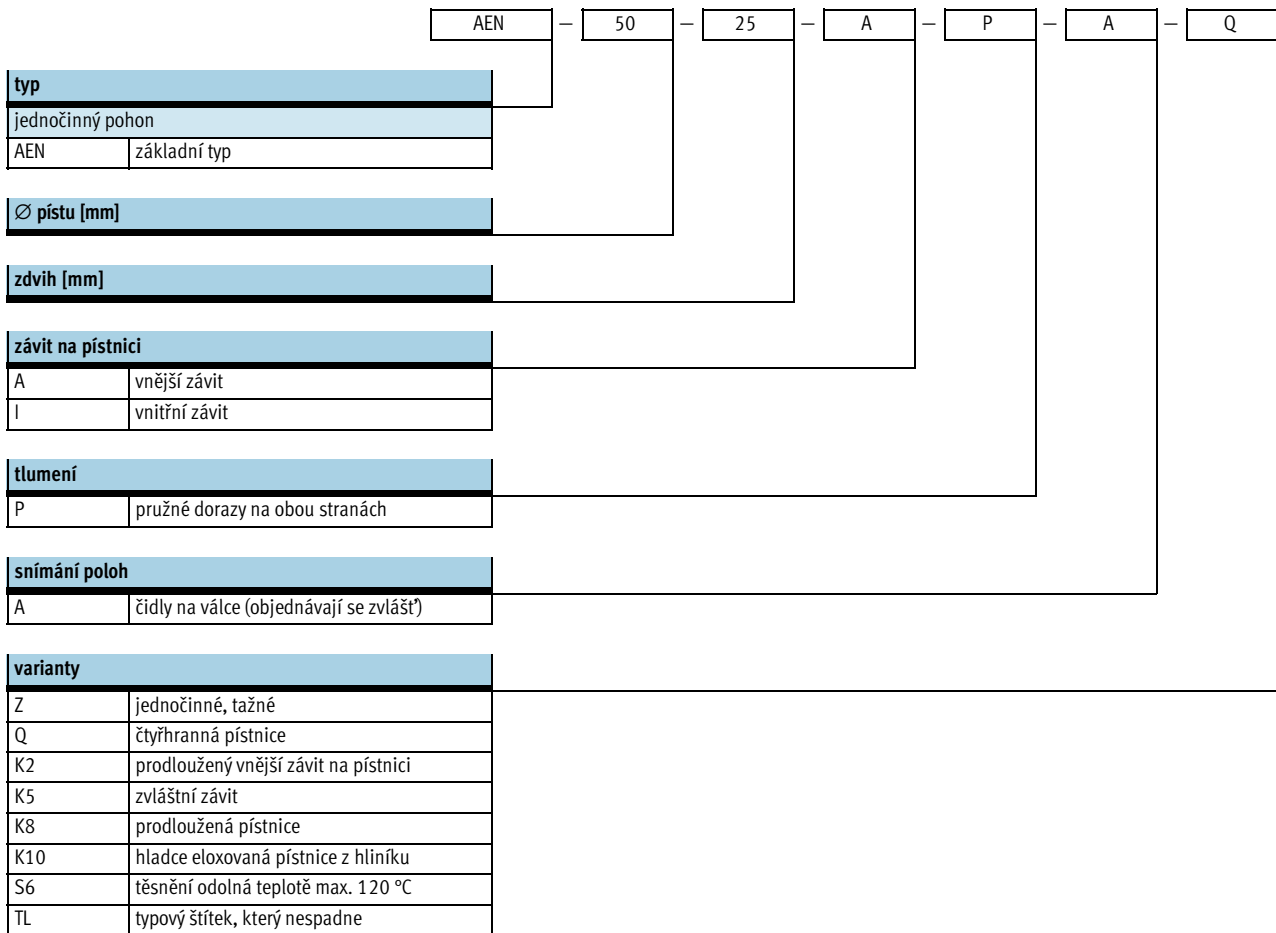 AEN – 50 – 25 – A – P – A – Q
typ
jednočinný pohon
AEN základní typ
∅ pístu [mm]
zdvih [mm]
závit na pístnici
A vnější závit
I vnitřní závit
tlumení
P pružné dorazy na obou stranách
snímání poloh
A čidly na válce (objednávají se zvlášť)
varianty
Z jednočinné, tažné
Q čtyřhranná pístnice
K2 prodloužený vnější závit na pístnici
K5 zvláštní závit
K8 prodloužená pístnice
K10 hladce eloxovaná pístnice z hliníku
S6 těsnění odolná teplotě max. 120 °C
TL typový štítek, který nespadne